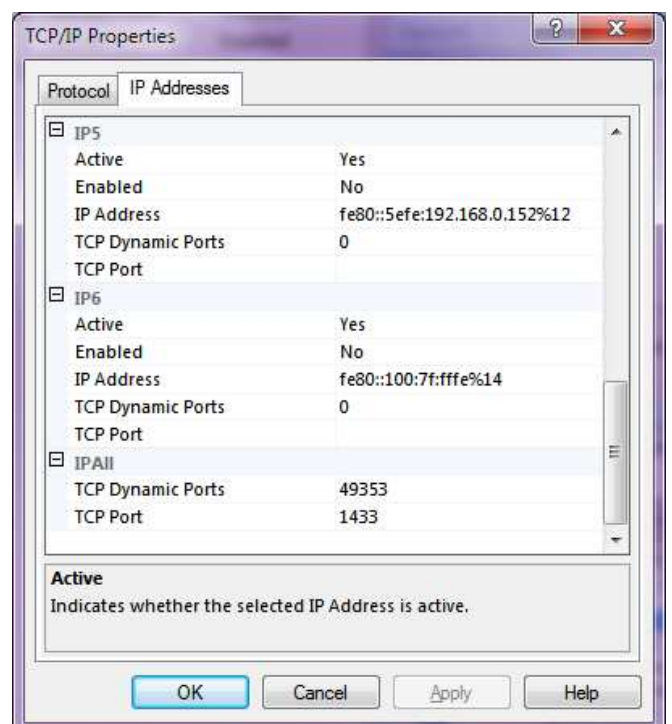 TCP/IP Properties
Protocol IP Addresses
IP5
Active Yes
Enabled No
IP Address fe80::5efe:192.168.0.152%12
TCP Dynamic Ports 0
TCP Port
IP6
Active Yes
Enabled No
IP Address fe80::100:7f:fffe%14
TCP Dynamic Ports 0
TCP Port
IPAll
TCP Dynamic Ports 49353
TCP Port 1433
Active
Indicates whether the selected IP Address is active.
OK Cancel Apply Help